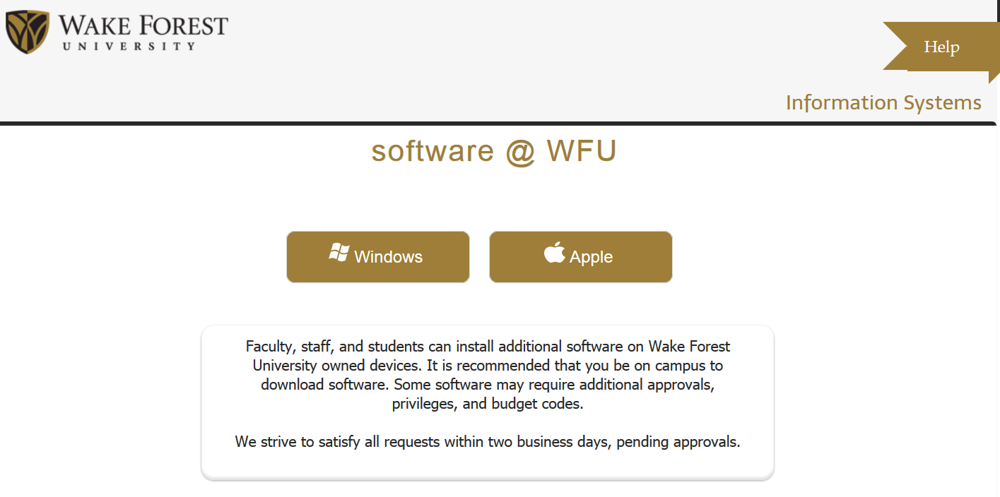 WAKE FOREST
UNIVERSITY
Help
Information Systems
software @ WFU
Windows
Apple
Faculty, staff, and students can install additional software on Wake Forest
University owned devices. It is recommended that you be on campus to
download software. Some software may require additional approvals,
privileges, and budget codes.
We strive to satisfy all requests within two business days, pending approvals.